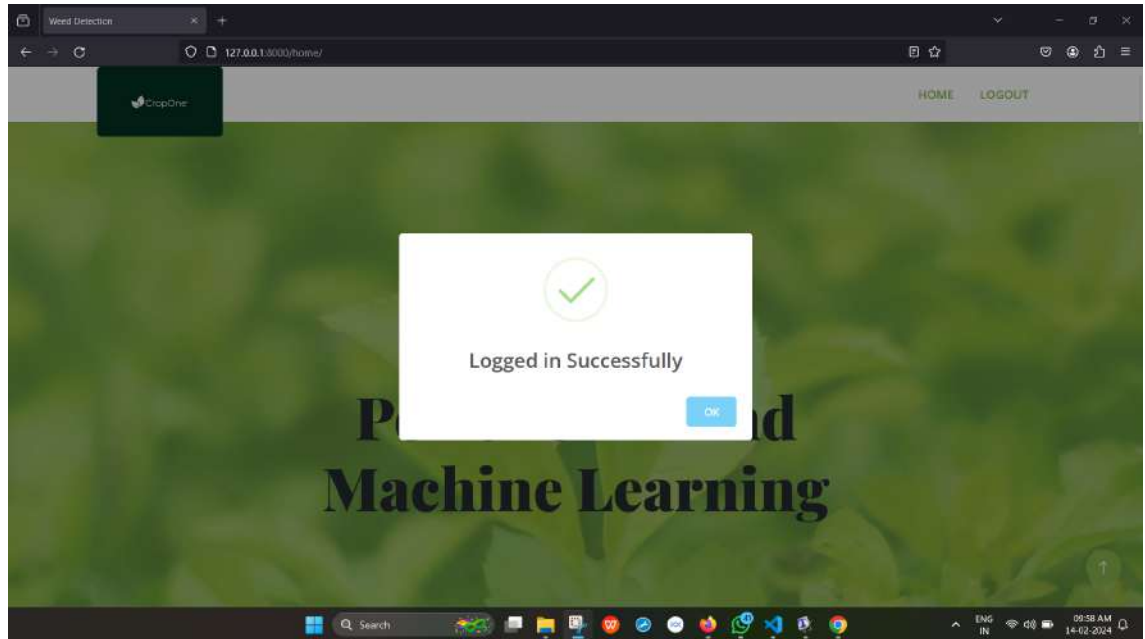 Weed Detection
127.0.0.1:8000/home/
CropOne
HOME LOGOUT
Logged in Successfully
OK
Machine Learning
Search
ENG
IN
09:58 AM
14-02-2024